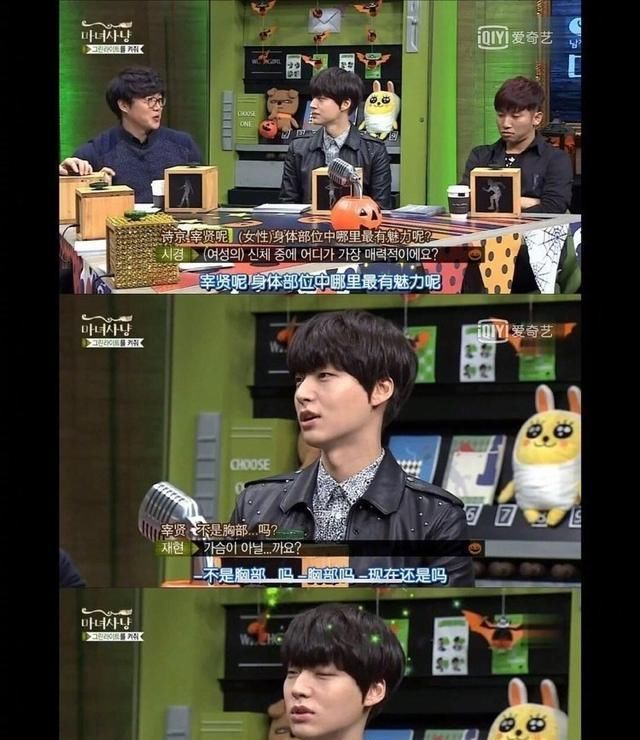 마녀사냥
그린라이트를 켜줘
iQIYI 爱奇艺
CHOOSE
ONE
诗京 宰贤呢 (女性)身体部位中哪里最有魅力呢?
시경 (여성의) 신체 중에 어디가 가장 매력적이에요?
宰贤呢 身体部位中哪里最有魅力呢
마녀사냥
그린라이트를 켜줘
iQIYI 爱奇艺
CHOOSE
宰贤 不是胸部...吗?
재현 가슴이 아닐...까요?
–不是胸部 吗 –胸部吗 –现在还是吗
마녀사냥
그린라이트를 켜줘